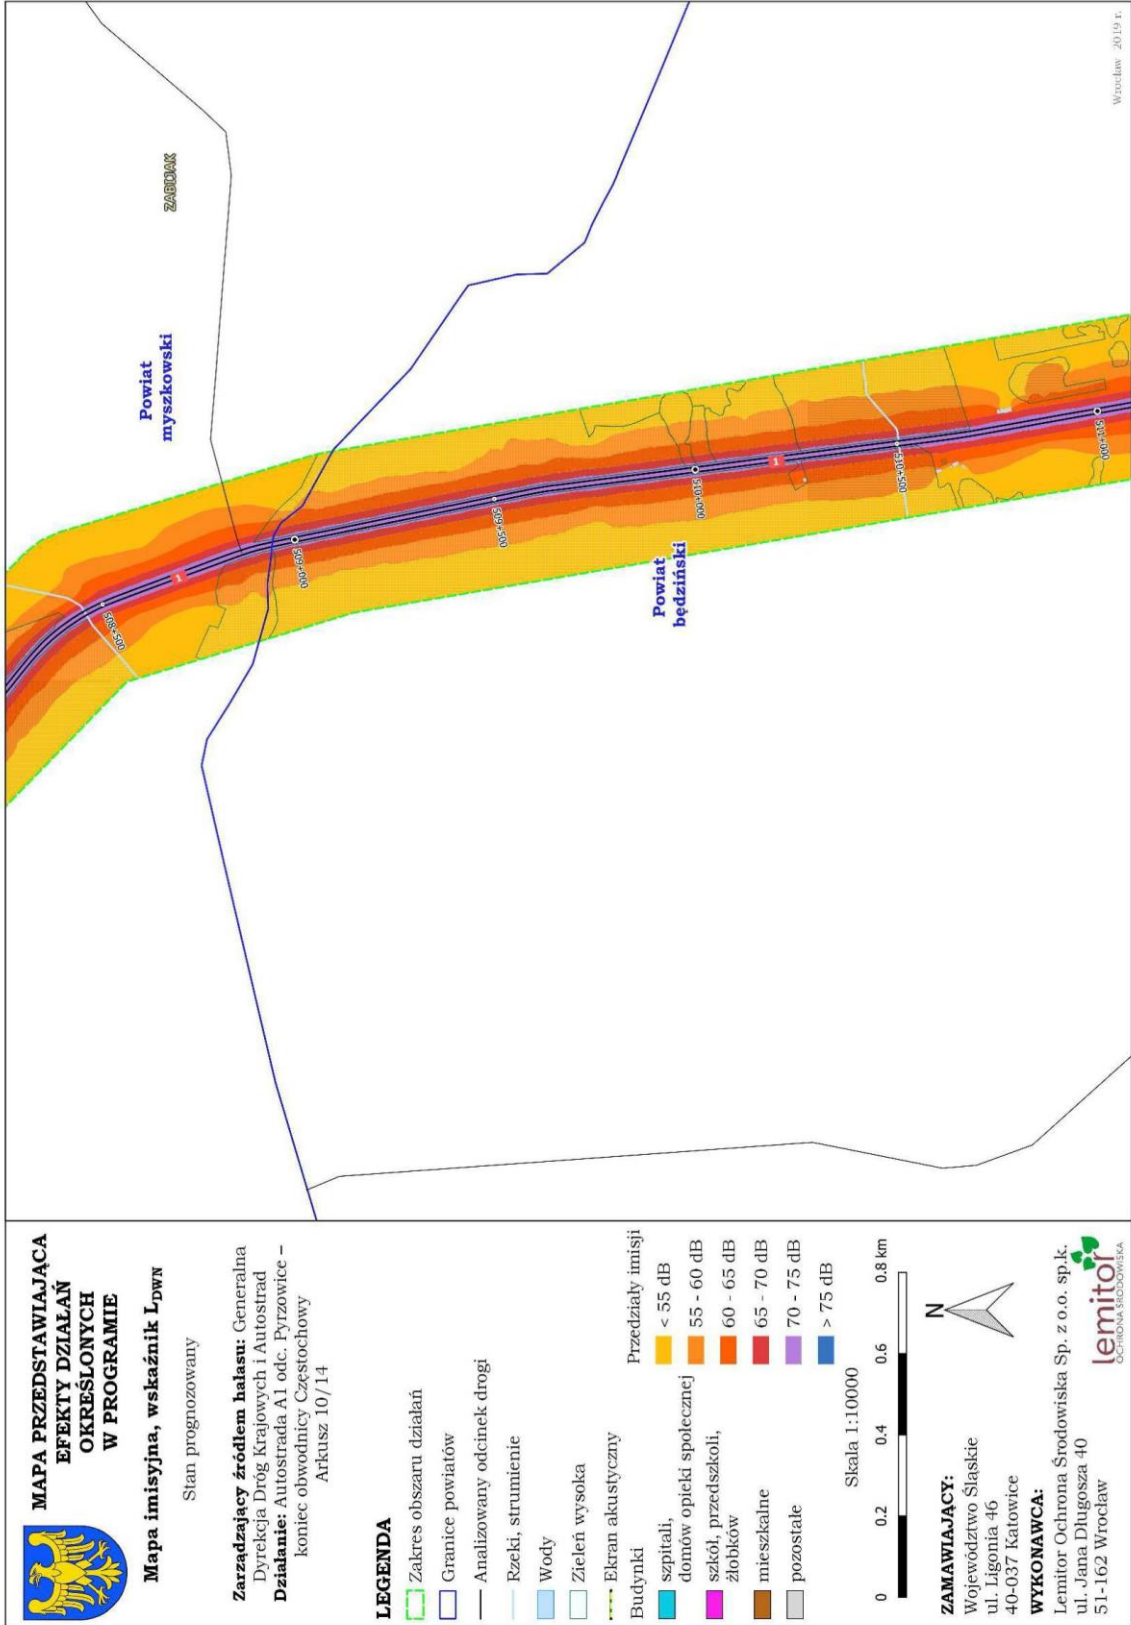 MAPA PRZEDSTAWIAJĄCA
EFEKTY DZIAŁAŃ
OKREŚLONYCH
W PROGRAMIE
Mapa imisyjna, wskaźnik LDWN
Stan prognozowany
Zarządzający źródłem hałasu: Generalna
Dyrekcja Dróg Krajowych i Autostrad
Działanie: Autostrada A1 odc. Pyrzowice –
koniec obwodnicy Częstochowy
Arkusz 10/14
LEGENDA
Zakres obszaru działań
Granice powiatów
Analizowany odcinek drogi
Rzeki, strumienie
Wody
Zieleń wysoka
Ekran akustyczny
Budynki
szpitali,
domów opieki społecznej
szkół, przedszkoli,
żłobków
mieszkalne
pozostałe
Przedziały imisji
< 55 dB
55 - 60 dB
60 - 65 dB
65 - 70 dB
70 - 75 dB
> 75 dB
Skala 1:10000
0 0.2 0.4 0.6 0.8 km
N
ZAMAWIAJĄCY:
Województwo Śląskie
ul. Ligonia 46
40-037 Katowice
WYKONAWCA:
Lemitor Ochrona Środowiska Sp. z o.o. sp.k.
ul. Jana Długosza 40
51-162 Wrocław
lemitor
OCHRONA ŚRODOWISKA
Powiat
myszkowski
ZABIJAK
508+500
1
509+000
509+500
Powiat
będziński
510+000
1
510+500
511+000
Wrocław 2019 r.